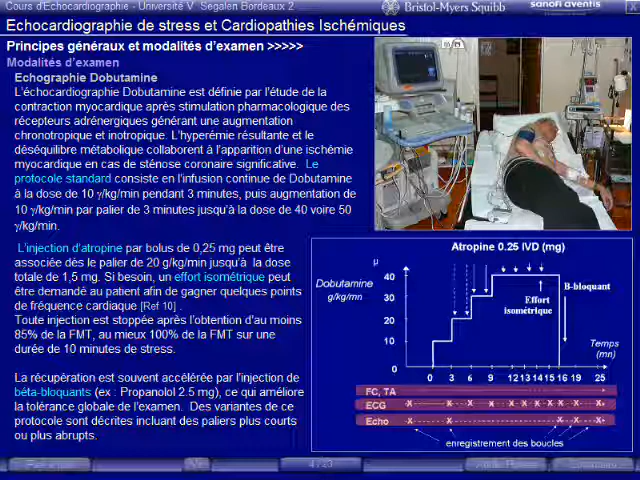 Cours d'Echocardiographie - Université V. Segalen Bordeaux 2
Bristol-Myers Squibb
sanofi aventis
X
Echocardiographie de stress et Cardiopathies Ischémiques
Principes généraux et modalités d'examen >>>>>
Modalités d'examen
Echographie Dobutamine
L'échocardiographie Dobutamine est définie par l'étude de la
contraction myocardique après stimulation pharmacologique des
récepteurs adrénergiques générant une augmentation
chronotropique et inotropique. L'hyperémie résultante et le
déséquilibre métabolique collaborent à l'apparition d'une ischémie
myocardique en cas de sténose coronaire significative. Le
protocole standard consiste en l'infusion continue de Dobutamine
à la dose de 10 γ/kg/min pendant 3 minutes, puis augmentation de
10 γ/kg/min par palier de 3 minutes jusqu'à la dose de 40 voire 50
γ/kg/min.
L'injection d'atropine par bolus de 0,25 mg peut être
associée dès le palier de 20 g/kg/min jusqu'à la dose
totale de 1,5 mg. Si besoin, un effort isométrique peut
être demandé au patient afin de gagner quelques points
de fréquence cardiaque [Ref 10] .
Toute injection est stoppée après l'obtention d'au moins
85% de la FMT, au mieux 100% de la FMT sur une
durée de 10 minutes de stress.
La récupèration est souvent accélérée par l'injection de
béta-bloquants (ex : Propanolol 2.5 mg), ce qui améliore
la tolérance globale de l'examen. Des variantes de ce
protocole sont décrites incluant des paliers plus courts
ou plus abrupts.
Atropine 0.25 IVD (mg)
µ
Dobutamine
g/kg/mn
40
30
20
10
0
Effort
isométrique
B-bloquant
Temps
(mn)
0 3 6 9 12 13 14 15 16 19 25
FC, TA
ECG X X X X X X X X X X X
Echo X X X X X
enregistrement des boucles
4 / 23